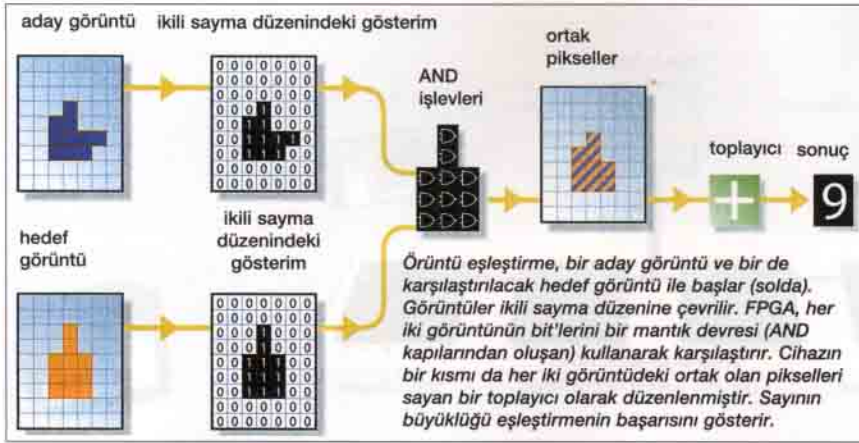 aday görüntü
ikili sayma düzenindeki gösterim
AND
işlevleri
ortak
pikseller
toplayıcı
sonuç
9
hedef
görüntü
ikili sayma
düzenindeki
gösterim
Örüntü eşleştirme, bir aday görüntü ve bir de
karşılaştırılacak hedef görüntü ile başlar (solda).
Görüntüler ikili sayma düzenine çevrilir. FPGA, her
iki görüntünün bit'lerini bir mantık devresi (AND
kapılarından oluşan) kullanarak karşılaştırır. Cihazın
bir kısmı da her iki görüntüdeki ortak olan pikselleri
sayan bir toplayıcı olarak düzenlenmiştir. Sayının
büyüklüğü eşleştirmenin başarısını gösterir.